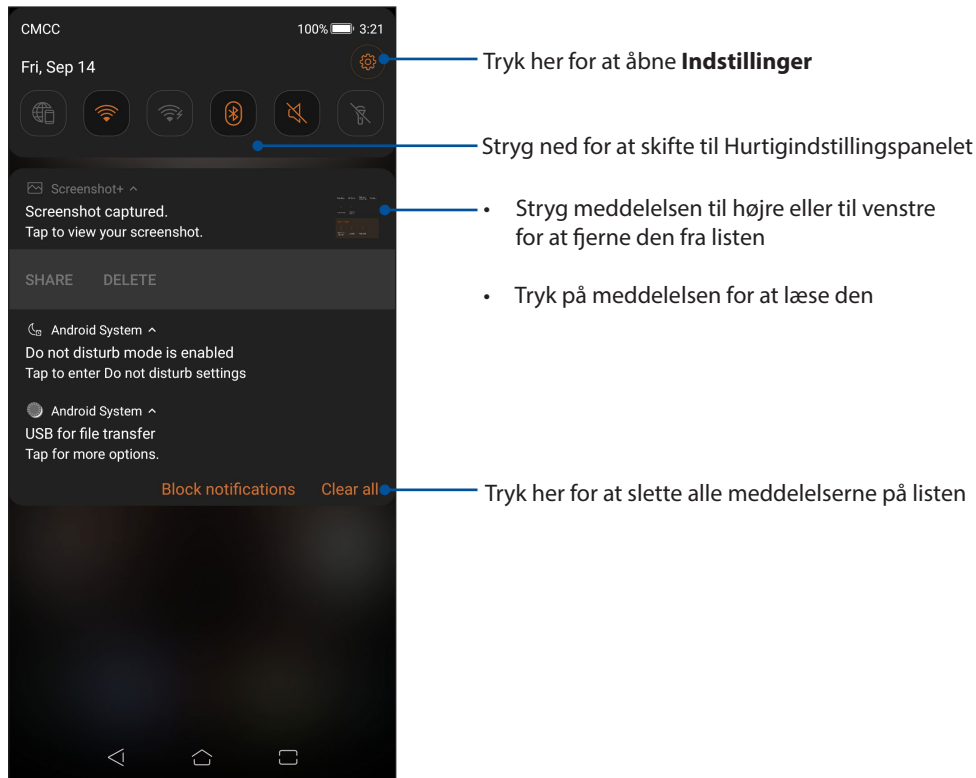 CMCC
100% 3:21
Fri, Sep 14
Tryk her for at åbne Indstillinger
Stryg ned for at skifte til Hurtigindstillingspanelet
Screenshot+
Screenshot captured.
Tap to view your screenshot.
• Stryg meddelelsen til højre eller til venstre
for at fjerne den fra listen
• Tryk på meddelelsen for at læse den
SHARE DELETE
Android System
Do not disturb mode is enabled
Tap to enter Do not disturb settings
Android System
USB for file transfer
Tap for more options.
Block notifications Clear all
Tryk her for at slette alle meddelelserne på listen